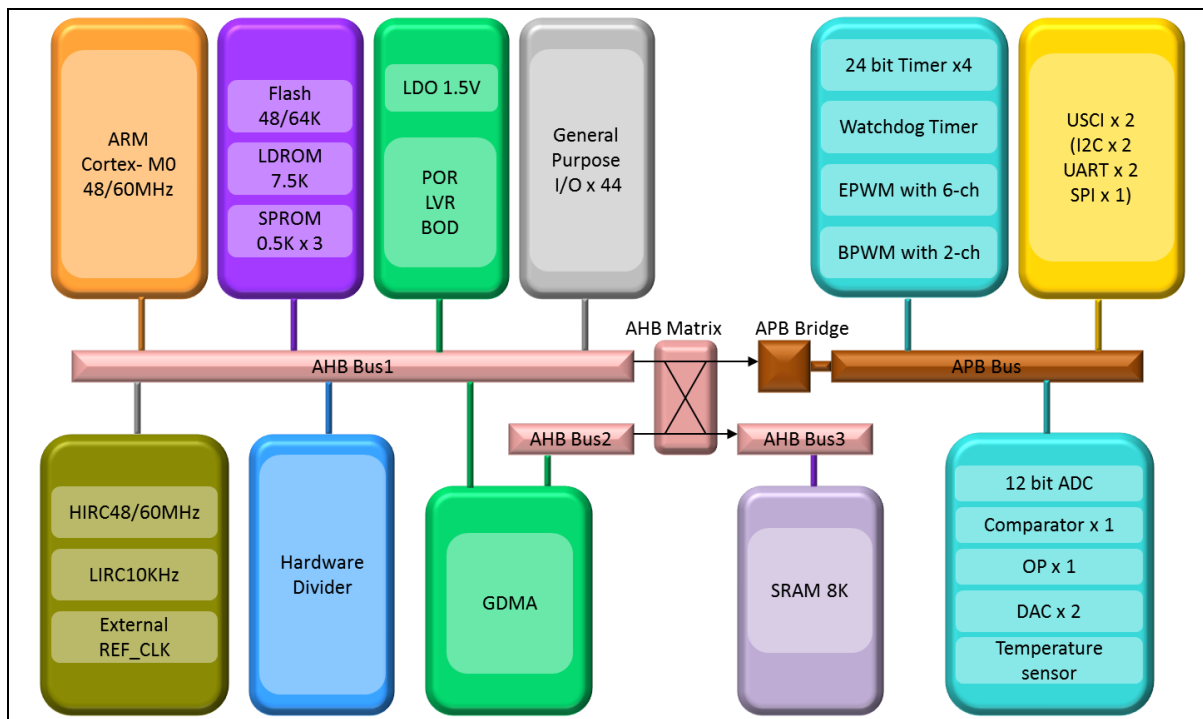 ARM
Cortex- M0
48/60MHz
Flash
48/64K
LDROM
7.5K
SPROM
0.5K x 3
LDO 1.5V
POR
LVR
BOD
General
Purpose
I/O x 44
24 bit Timer x4
Watchdog Timer
EPWM with 6-ch
BPWM with 2-ch
USCI x 2
(I2C x 2
UART x 2
SPI x 1)
AHB Matrix
APB Bridge
AHB Bus1
APB Bus
AHB Bus2
AHB Bus3
HIRC48/60MHz
LIRC10KHz
External
REF_CLK
Hardware
Divider
GDMA
SRAM 8K
12 bit ADC
Comparator x 1
OP x 1
DAC x 2
Temperature
sensor